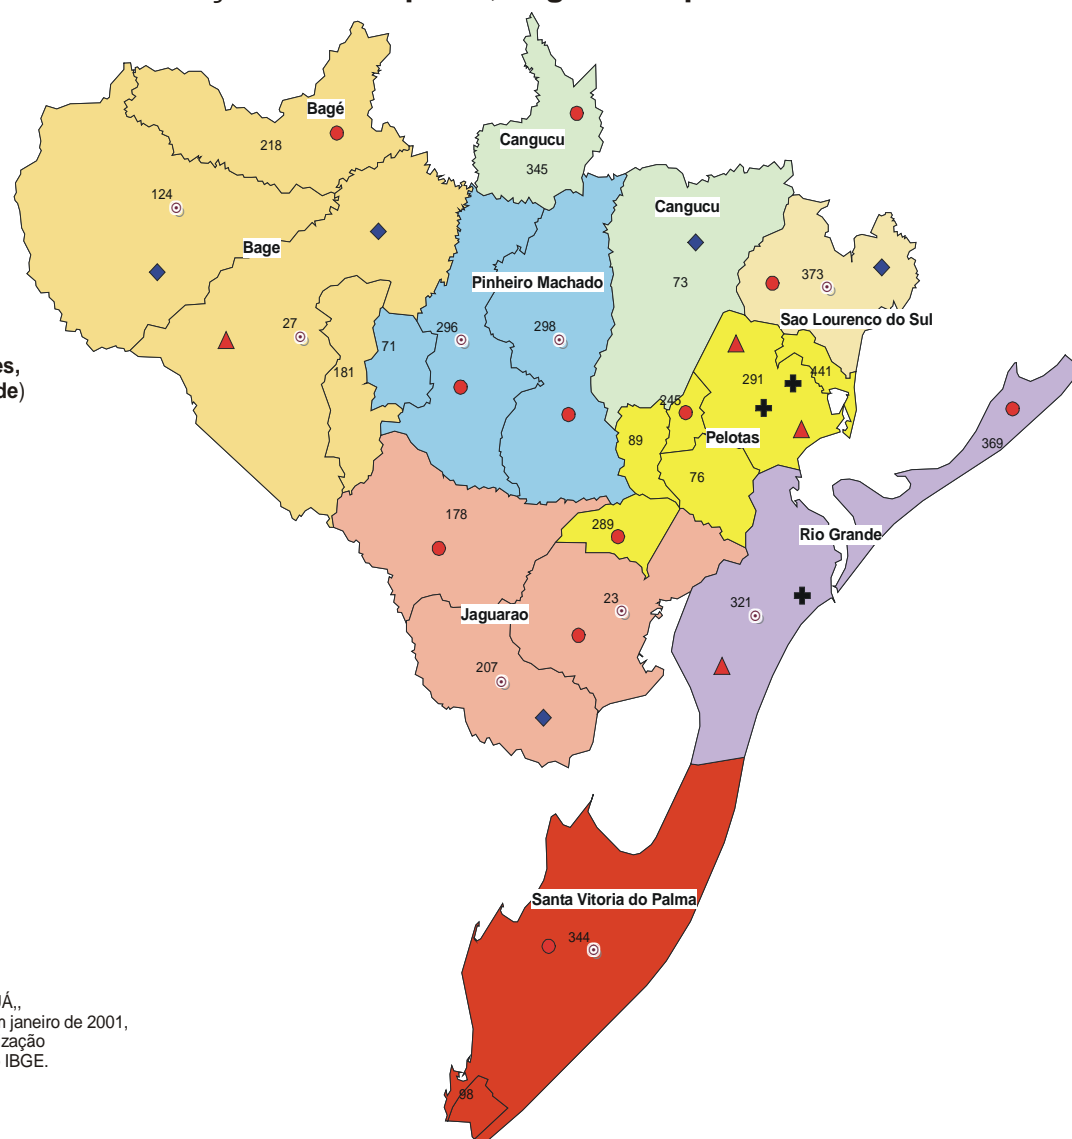 Bagé
218
Cangucu
345
124
Cangucu
Bage
Pinheiro Machado
73
373
Sao Lourenco do Sul
27
296
298
71
181
es,
de)
291
441
245
89
Pelotas
76
369
178
289
Rio Grande
23
321
Jaguarao
207
Santa Vitoria do Palma
344
JÁ,,
m janeiro de 2001,
zação
IBGE.
98